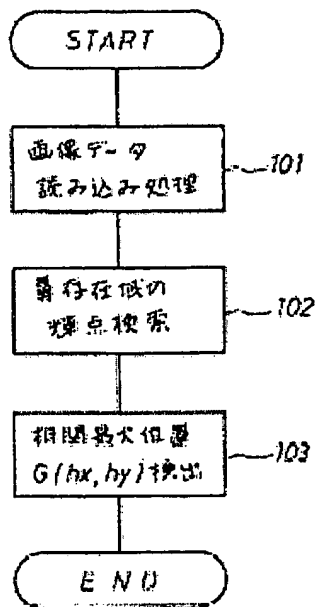 START
画像データ
読み込み処理
101
鼻存在域の
輝点検索
102
相関最大位置
G(hx, hy)検出
103
END